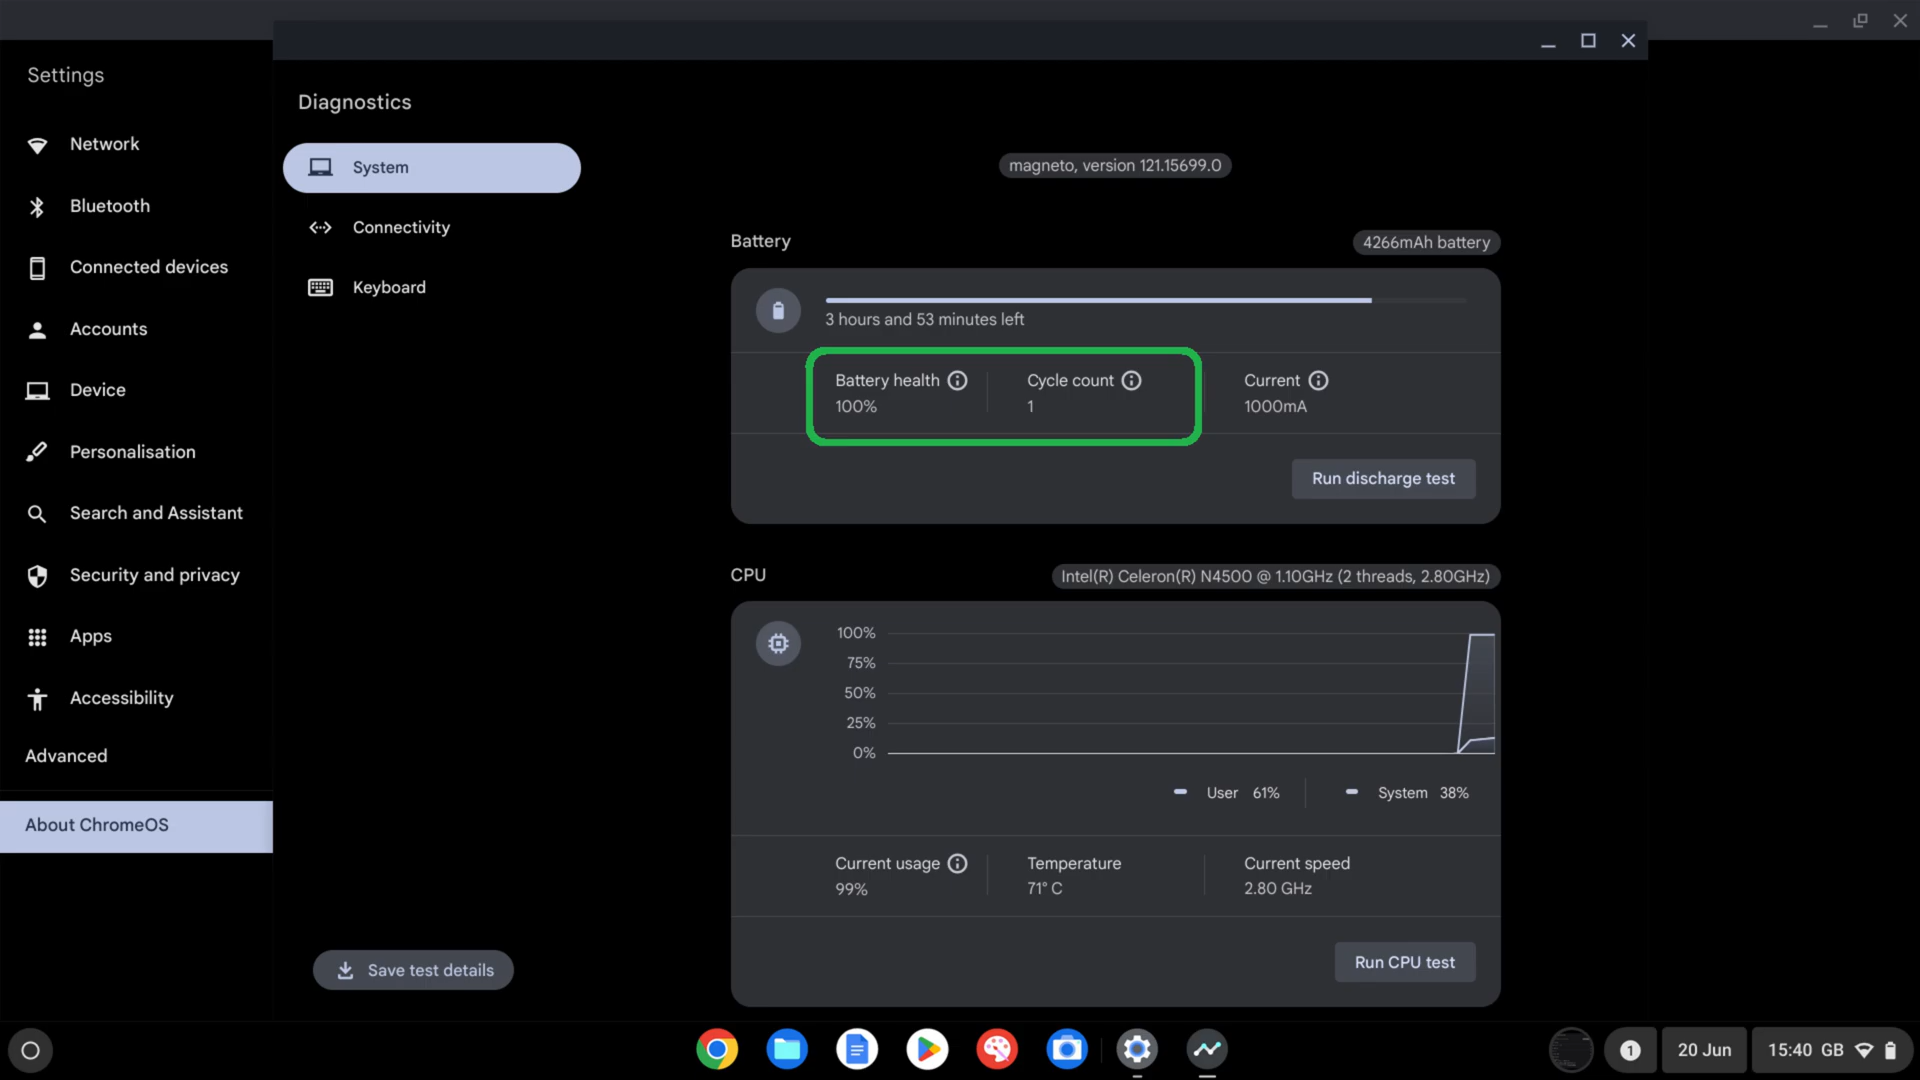 Settings
Network
Bluetooth
Connected devices
Accounts
Device
Personalisation
Search and Assistant
Security and privacy
Apps
Accessibility
Advanced
About ChromeOS
Diagnostics
System
Connectivity
Keyboard
Save test details
magneto, version 121.15699.0
Battery
4266mAh battery
3 hours and 53 minutes left
Battery health
100%
Cycle count
1
Current
1000mA
Run discharge test
CPU
Intel(R) Celeron(R) N4500 @ 1.10GHz (2 threads, 2.80GHz)
100%
75%
50%
25%
0%
User 61%
System 38%
Current usage
99%
Temperature
71° C
Current speed
2.80 GHz
Run CPU test
1
20 Jun
15:40 GB